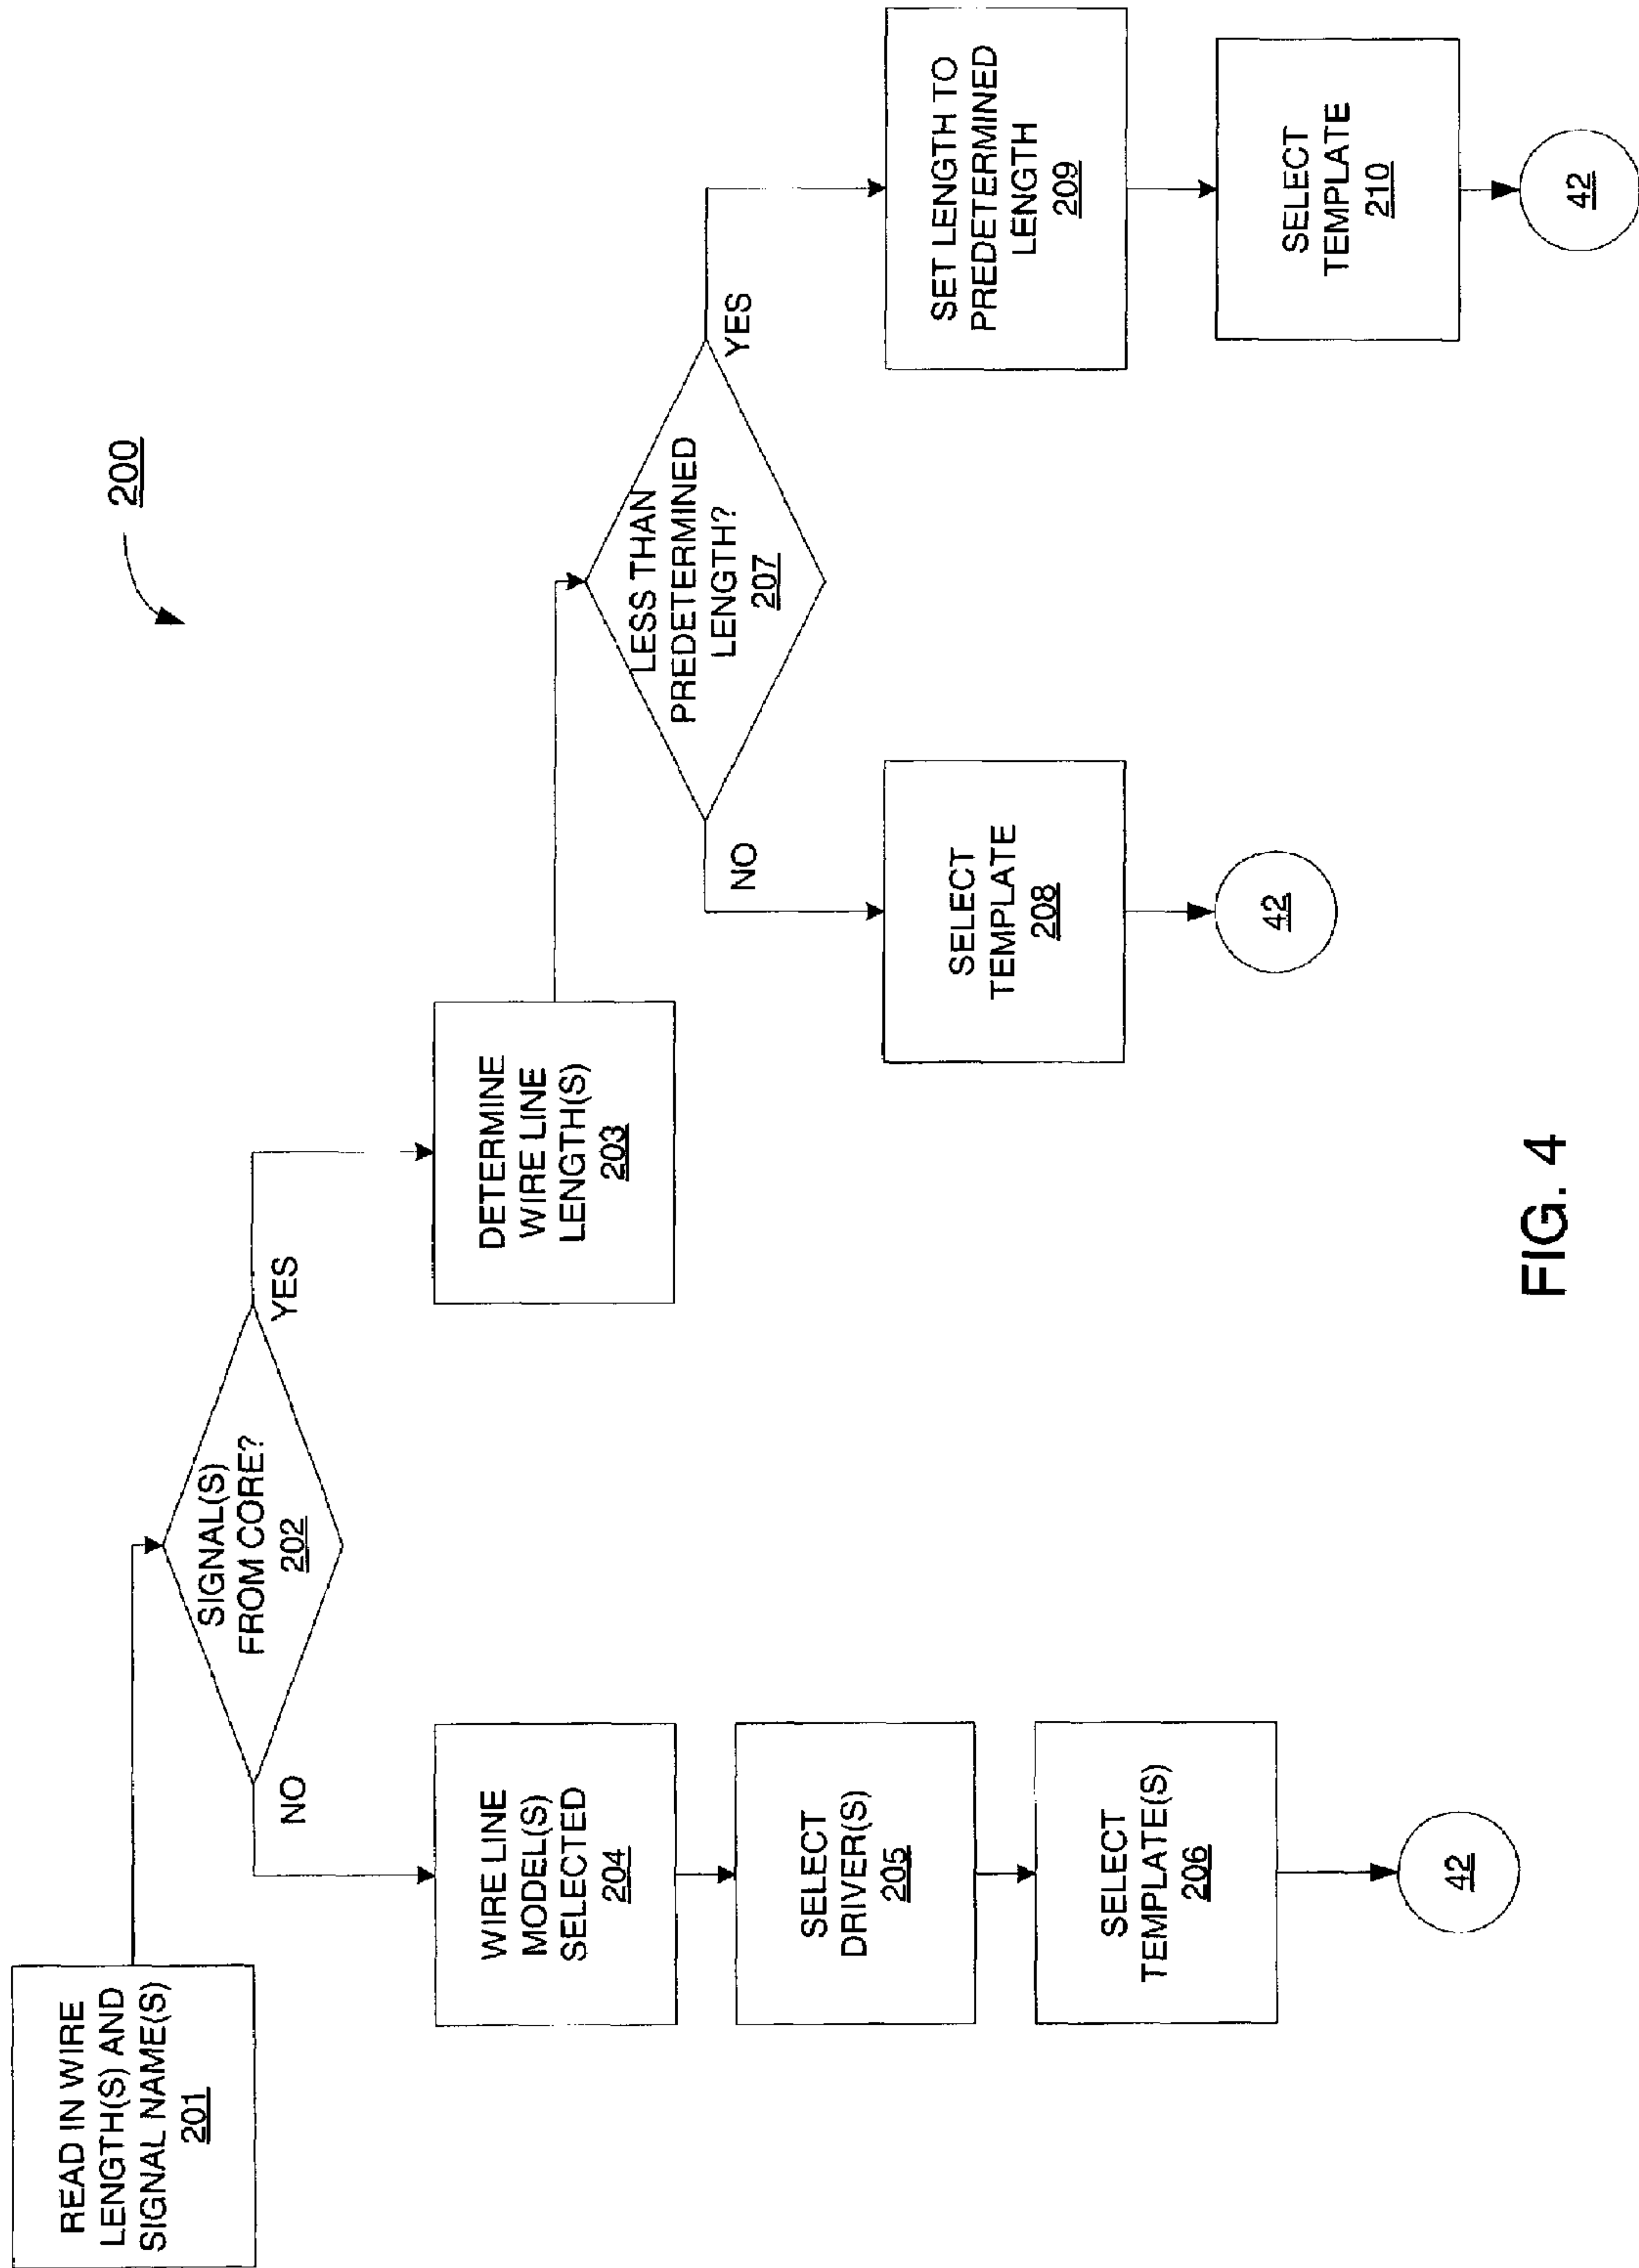 200
READ IN WIRE
LENGTH(S) AND
SIGNAL NAME(S)
201
SIGNAL(S)
FROM CORE?
202
NO
YES
WIRE LINE
MODEL(S)
SELECTED
204
SELECT
DRIVER(S)
205
SELECT
TEMPLATE(S)
206
42
DETERMINE
WIRE LINE
LENGTH(S)
203
LESS THAN
PREDETERMINED
LENGTH?
207
NO
YES
SELECT
TEMPLATE
208
42
SET LENGTH TO
PREDETERMINED
LENGTH
209
SELECT
TEMPLATE
210
42
FIG. 4